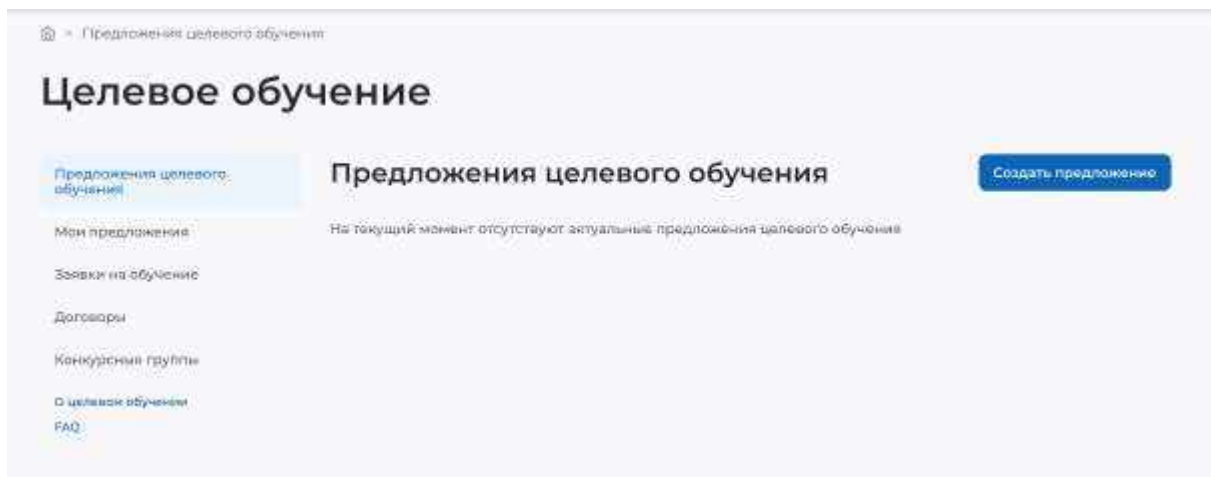 Предложения целевого обучения
Целевое обучение
Предложения целевого
обучения
Мои предложения
Заявки на обучение
Договоры
Конкурсные группы
О целевом обучении
FAQ
Предложения целевого обучения
Создать предложение
На текущий момент отсутствуют актуальные предложения целевого обучения